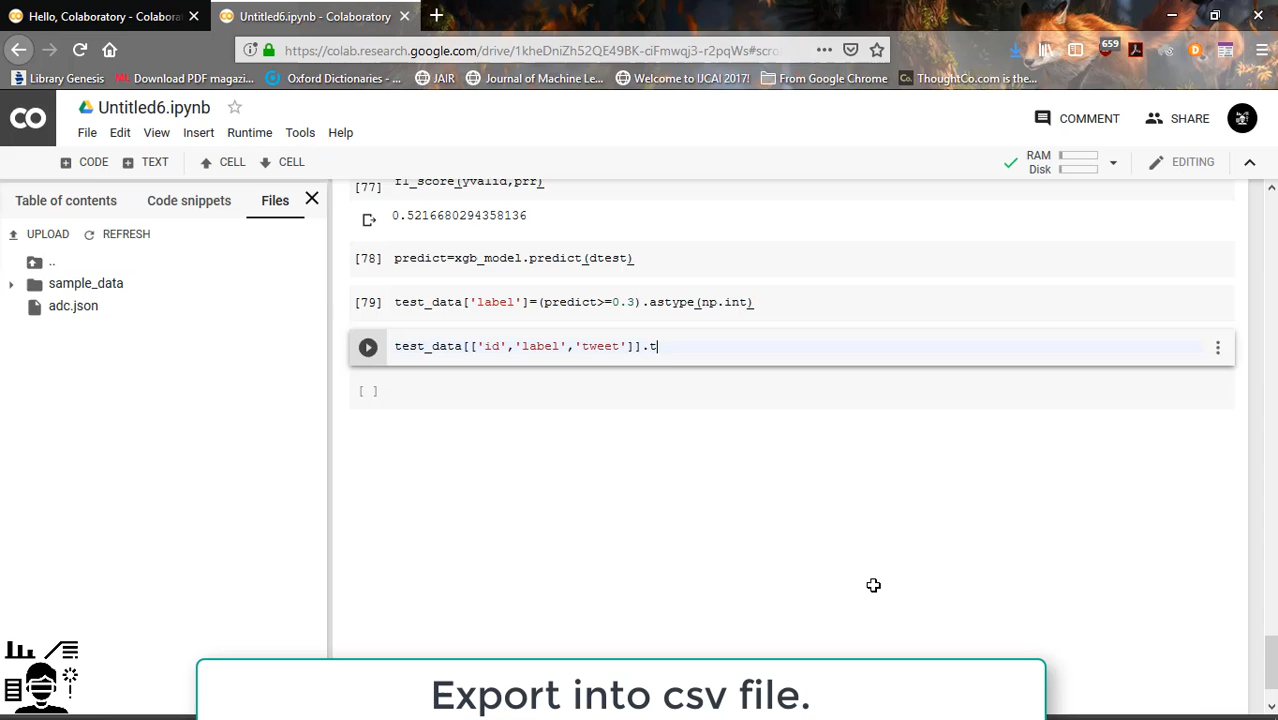 Hello, Colaboratory - Colaboratory
Untitled6.ipynb - Colaboratory
https://colab.research.google.com/drive/1kheDniZh52QE49BK-ciFmwqj3-r2pqWs#scro
659
Library Genesis
ML Download PDF magazi...
Oxford Dictionaries - ...
JAIR
Journal of Machine Le...
Welcome to IJCAI 2017!
From Google Chrome
Co. ThoughtCo.com is the...
CO
Untitled6.ipynb
COMMENT
SHARE
File Edit View Insert Runtime Tools Help
CODE TEXT CELL CELL
RAM
Disk
EDITING
Table of contents Code snippets Files
UPLOAD REFRESH
..
sample_data
adc.json
[77] f1_score(yvalid,prr)
0.5216680294358136
[78] predict=xgb_model.predict(dtest)
[79] test_data['label']=(predict>=0.3).astype(np.int)
test_data[['id','label','tweet']].t
[ ]
Export into csv file.